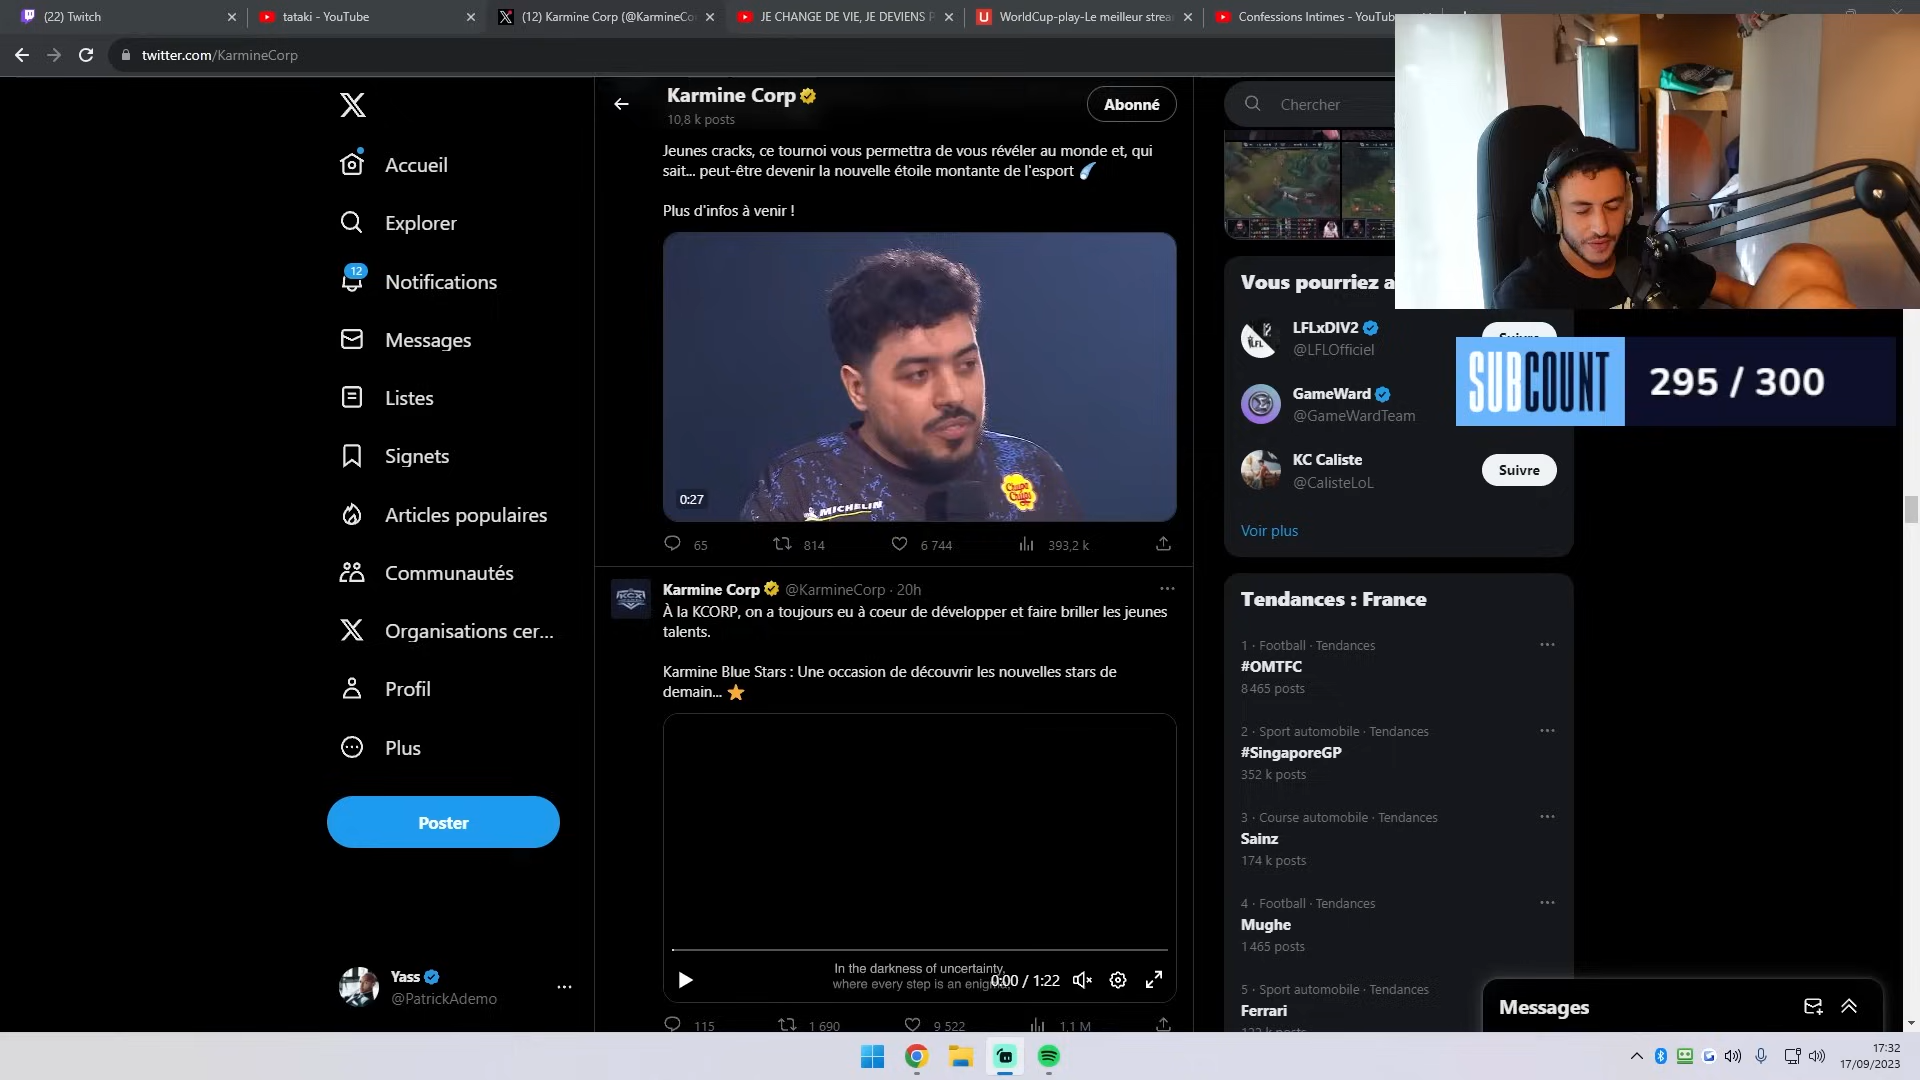 (22) Twitch
tataki - YouTube
(12) Karmine Corp (@KarmineCo
JE CHANGE DE VIE, JE DEVIENS P
WorldCup-play-Le meilleur strea
Confessions Intimes - YouTube
twitter.com/KarmineCorp
Accueil
Explorer
12
Notifications
Messages
Listes
Signets
Articles populaires
Communautés
Organisations cer...
Profil
Plus
Poster
Yass
@PatrickAdemo
Karmine Corp
10,8 k posts
Abonné
Jeunes cracks, ce tournoi vous permettra de vous révéler au monde et, qui
sait... peut-être devenir la nouvelle étoile montante de l'esport
Plus d'infos à venir !
MICHELIN
Chupa Chups
0:27
65
814
6 744
393,2 k
Karmine Corp @KarmineCorp · 20h
À la KCORP, on a toujours eu à coeur de développer et faire briller les jeunes
talents.
Karmine Blue Stars : Une occasion de découvrir les nouvelles stars de
demain...
In the darkness of uncertainty,
where every step is an enigma
0:00 / 1:22
115
1 690
9 522
1,1 M
Chercher
Vous pourriez a
LFLxDIV2
@LFLOfficiel
Suivre
GameWard
@GameWardTeam
KC Caliste
@CalisteLoL
Suivre
Voir plus
SUBCOUNT
295 / 300
Tendances : France
1 · Football · Tendances
#OMTFC
8 465 posts
2 · Sport automobile · Tendances
#SingaporeGP
352 k posts
3 · Course automobile · Tendances
Sainz
174 k posts
4 · Football · Tendances
Mughe
1 465 posts
5 · Sport automobile · Tendances
Ferrari
Messages
17:32
17/09/2023